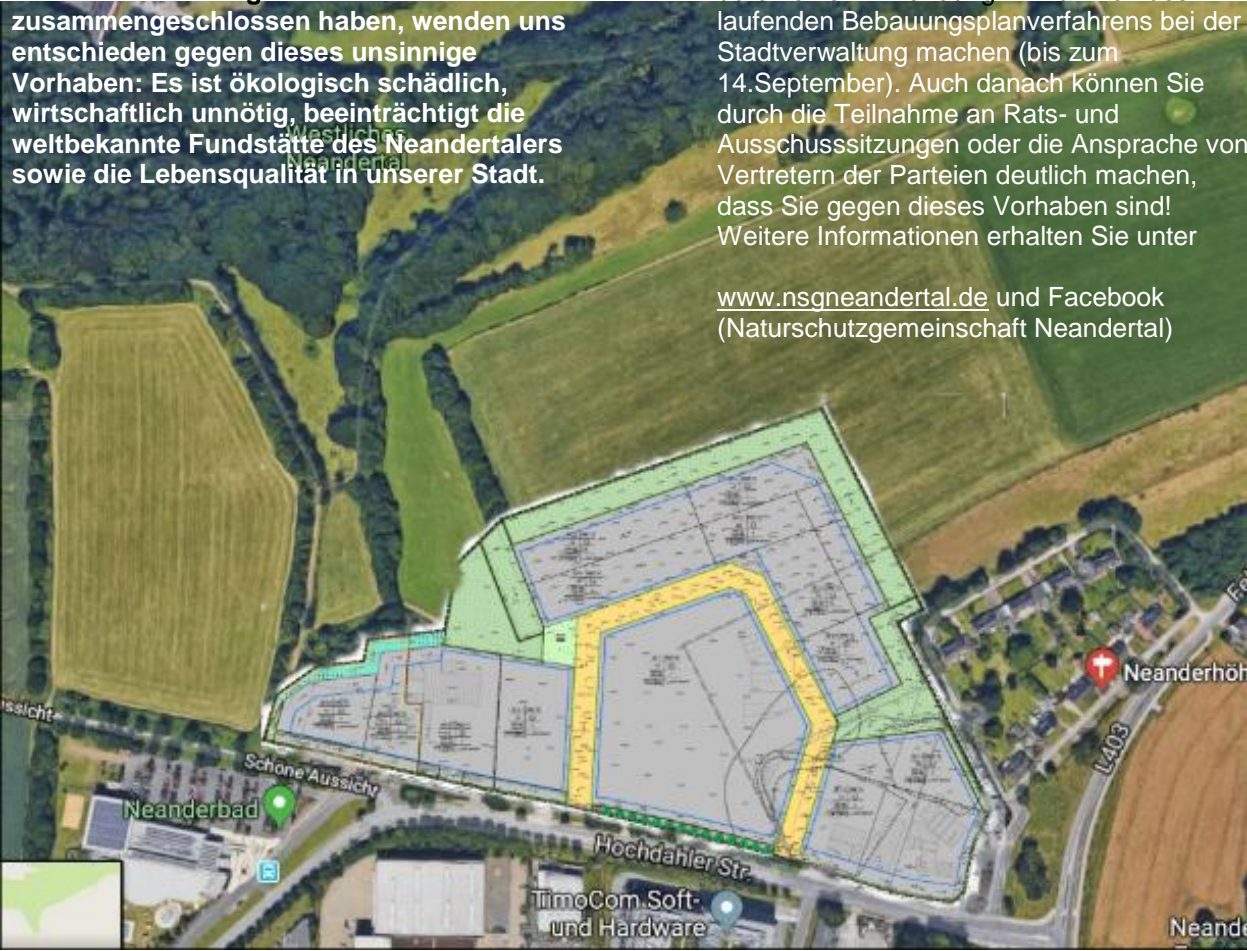 zusammengeschlossen haben, wenden uns
entschieden gegen dieses unsinnige
Vorhaben: Es ist ökologisch schädlich,
wirtschaftlich unnötig, beeinträchtigt die
weltbekannte Fundstätte des Neandertalers
sowie die Lebensqualität in unserer Stadt.
laufenden Bebauungsplanverfahrens bei der
Stadtverwaltung machen (bis zum
14.September). Auch danach können Sie
durch die Teilnahme an Rats- und
Ausschusssitzungen oder die Ansprache von
Vertretern der Parteien deutlich machen,
dass Sie gegen dieses Vorhaben sind!
Weitere Informationen erhalten Sie unter
www.nsgneandertal.de und Facebook
(Naturschutzgemeinschaft Neandertal)
Westliches
Neandertal
Neanderhöh
L403
ssicht
Schöne Aussicht
Neanderbad
Hochdahler Str.
TimoCom Soft-
und Hardware
Neande